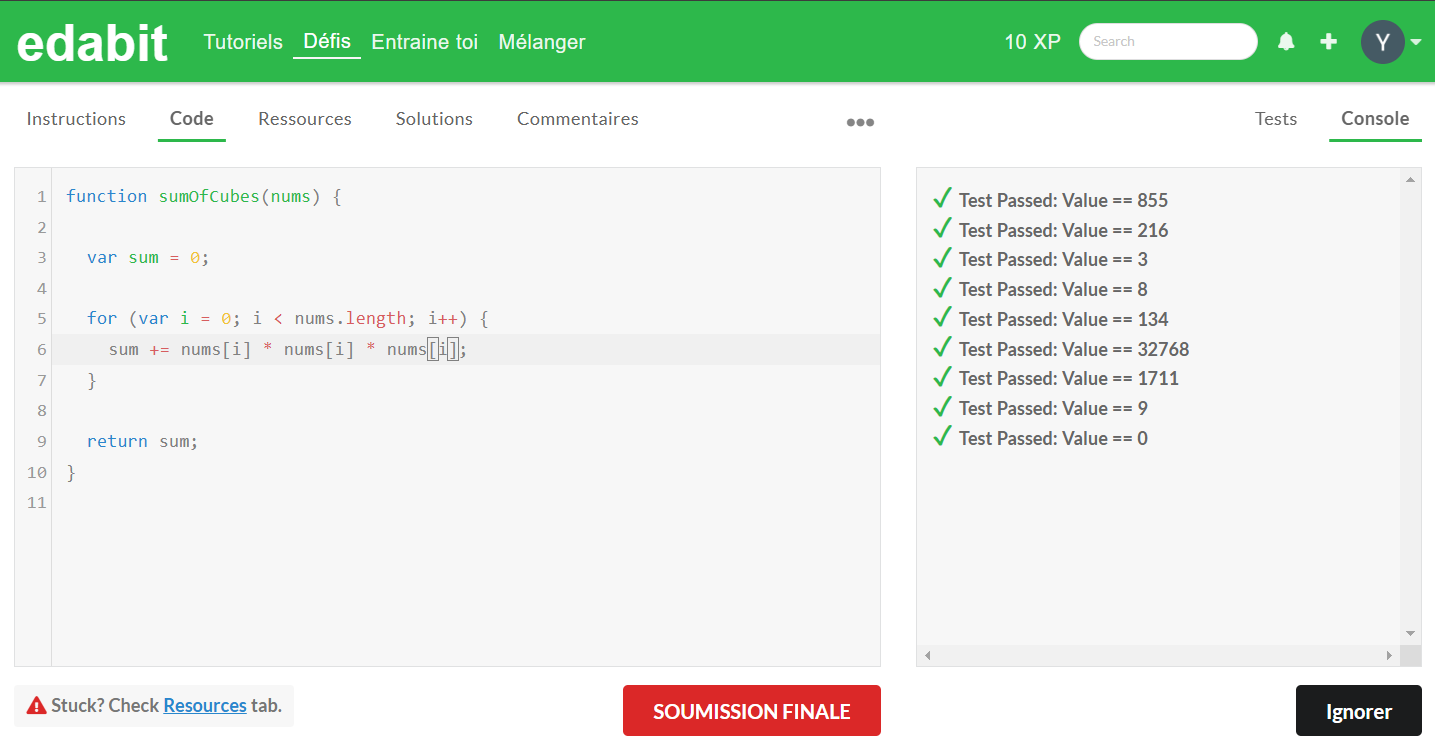 edabit Tutoriels Défis Entraine toi Mélanger 10 XP Search Y
Instructions Code Ressources Solutions Commentaires Tests Console
1 function sumOfCubes(nums) {
2
3   var sum = 0;
4
5   for (var i = 0; i < nums.length; i++) {
6     sum += nums[i] * nums[i] * nums[i];
7   }
8
9   return sum;
10 }
11
Test Passed: Value == 855
Test Passed: Value == 216
Test Passed: Value == 3
Test Passed: Value == 8
Test Passed: Value == 134
Test Passed: Value == 32768
Test Passed: Value == 1711
Test Passed: Value == 9
Test Passed: Value == 0
Stuck? Check Resources tab. SOUMISSION FINALE Ignorer